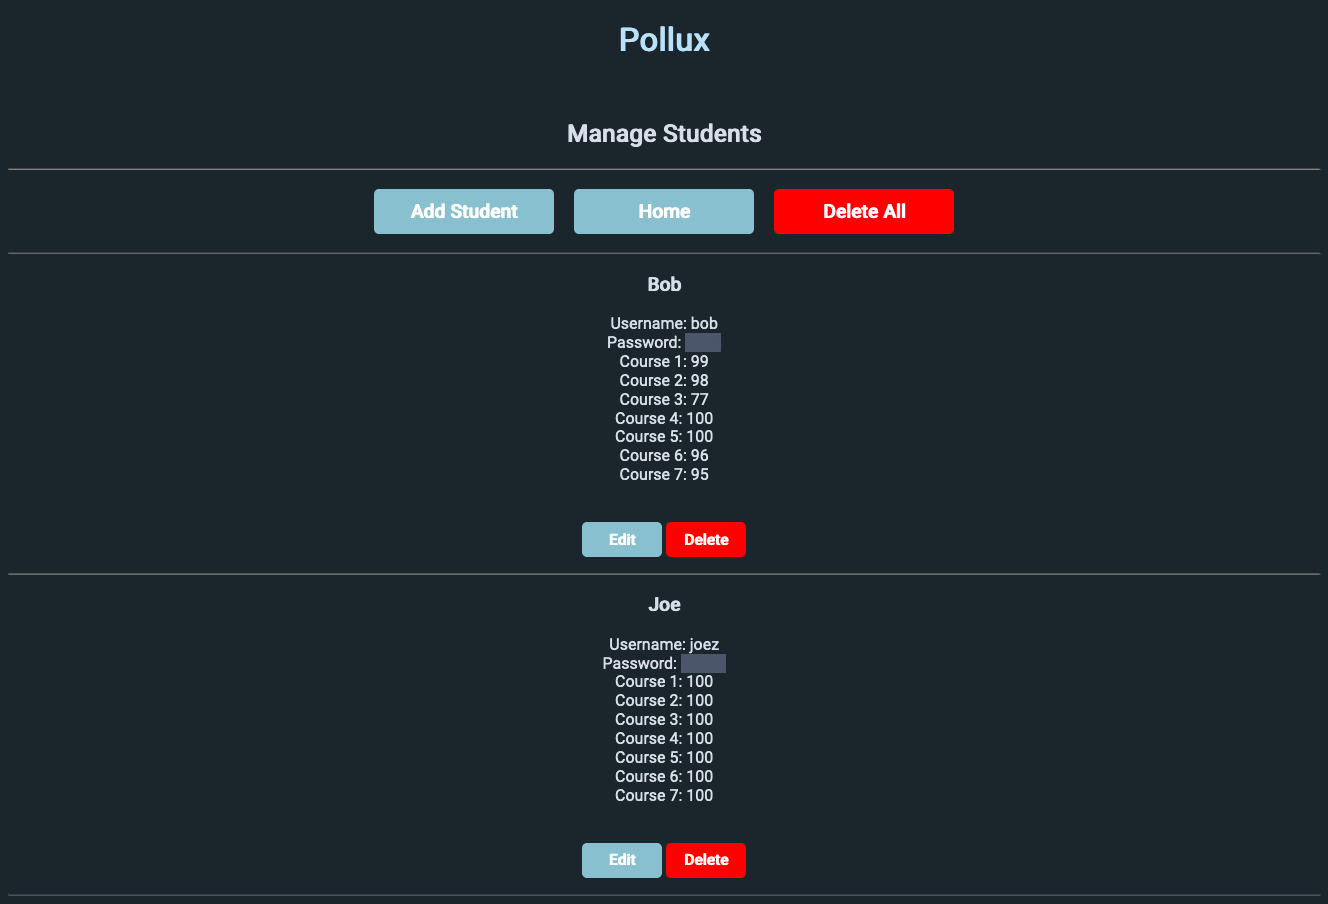 Pollux
Manage Students
Add Student Home Delete All
Bob
Username: bob
Password:
Course 1: 99
Course 2: 98
Course 3: 77
Course 4: 100
Course 5: 100
Course 6: 96
Course 7: 95
Edit Delete
Joe
Username: joez
Password:
Course 1: 100
Course 2: 100
Course 3: 100
Course 4: 100
Course 5: 100
Course 6: 100
Course 7: 100
Edit Delete